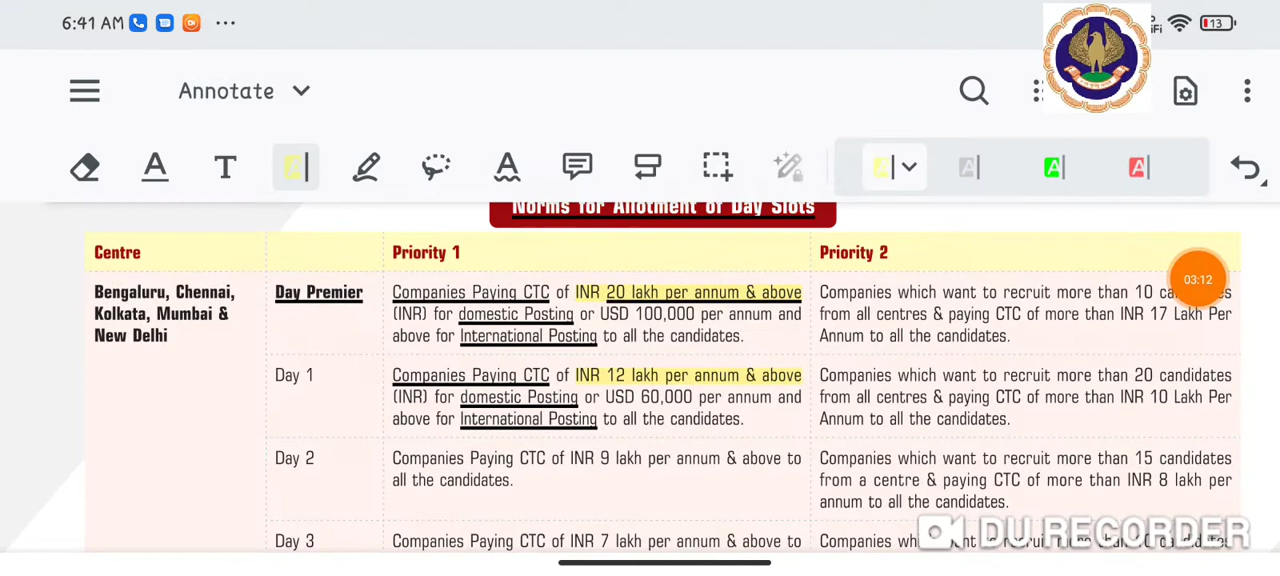 6:41 AM
13
Annotate
Norms for Allotment of Day Slots
Centre Priority 1 Priority 2
Bengaluru, Chennai, Kolkata, Mumbai & New Delhi
Day Premier
Companies Paying CTC of INR 20 lakh per annum & above
(INR) for domestic Posting or USD 100,000 per annum and
above for International Posting to all the candidates.
Companies which want to recruit more than 10
from all centres & paying CTC of more than INR 17 Lakh Per
Annum to all the candidates.
03:12
Day 1
Companies Paying CTC of INR 12 lakh per annum & above
(INR) for domestic Posting or USD 60,000 per annum and
above for International Posting to all the candidates.
Companies which want to recruit more than 20 candidates
from all centres & paying CTC of more than INR 10 Lakh Per
Annum to all the candidates.
Day 2
Companies Paying CTC of INR 9 lakh per annum & above to
all the candidates.
Companies which want to recruit more than 15 candidates
from a centre & paying CTC of more than INR 8 lakh per
annum to all the candidates.
Day 3
Companies Paying CTC of INR 7 lakh per annum & above to
Companies to recruit more than candidates
DU RECORDER